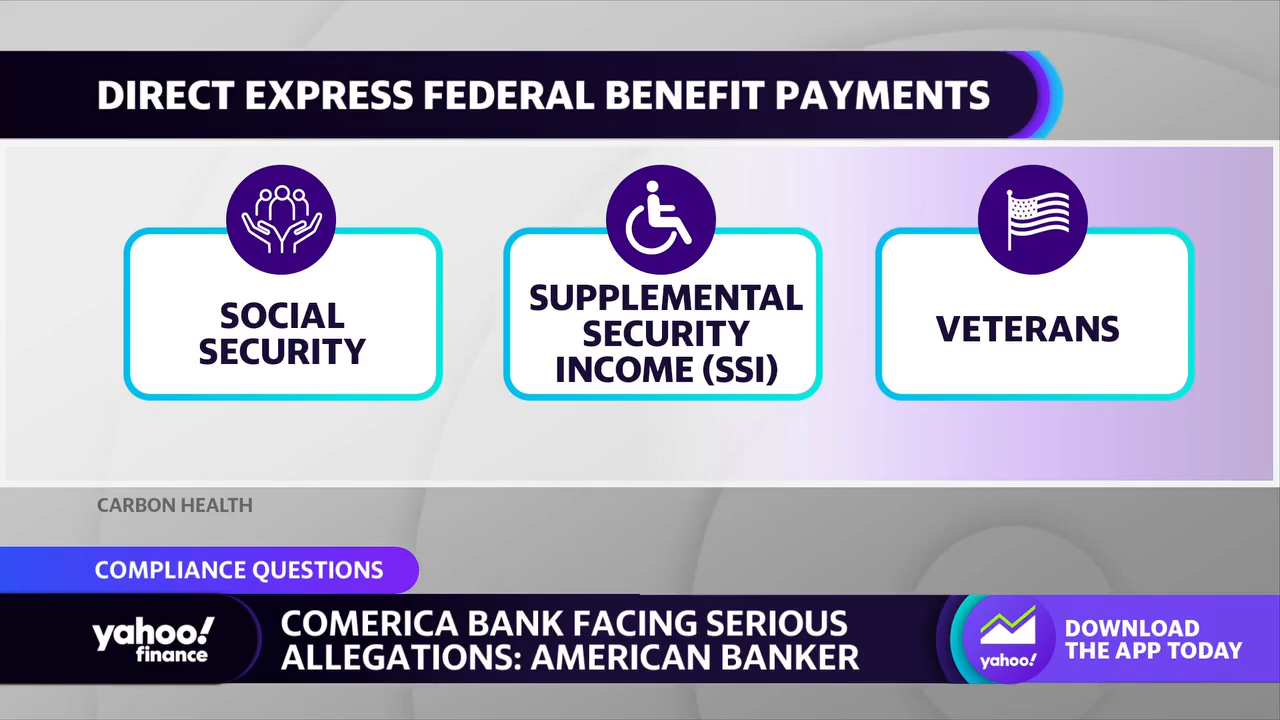 DIRECT EXPRESS FEDERAL BENEFIT PAYMENTS
SOCIAL
SECURITY
SUPPLEMENTAL
SECURITY
INCOME (SSI)
VETERANS
CARBON HEALTH
COMPLIANCE QUESTIONS
yahoo!
finance
COMERICA BANK FACING SERIOUS
ALLEGATIONS: AMERICAN BANKER
yahoo!
DOWNLOAD
THE APP TODAY